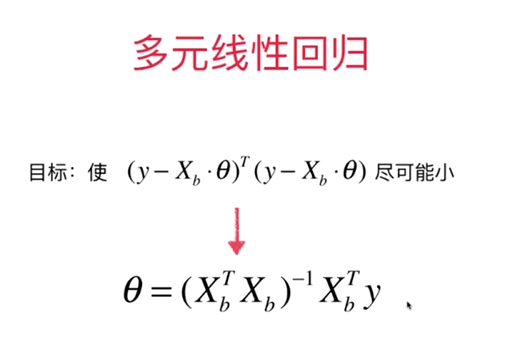 多元线性回归
目标：使 (y − X_b · θ)^T (y − X_b · θ) 尽可能小
θ = (X_b^T X_b)^{−1} X_b^T y